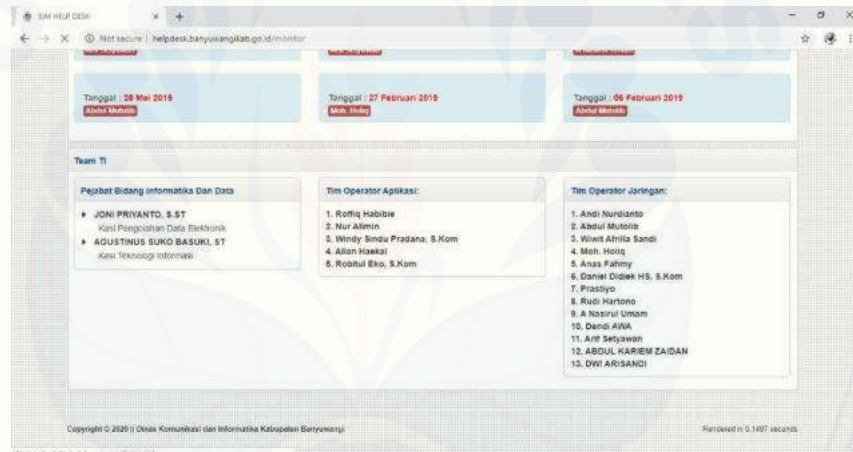 SIM HELP DESK
Not secure | helpdesk.banyuwangikab.go.id/monitor
Tanggal : 28 Mei 2019
Abdul Mutolib
Tanggal : 27 Februari 2019
Moh. Holiq
Tanggal : 06 Februari 2019
Abdul Mutolib
Team TI
Pejabat Bidang Informatika Dan Data
JONI PRIYANTO, S.ST
Kasi Pengolahan Data Elektronik
AGUSTINUS SUKO BASUKI, ST
Kasi Teknologi Informasi
Tim Operator Aplikasi:
1. Roffiq Habibie
2. Nur Alimin
3. Windy Sindu Pradana, S.Kom
4. Allan Haekal
5. Robitul Eko, S.Kom
Tim Operator Jaringan:
1. Andi Nurdianto
2. Abdul Mutolib
3. Wiwit Afnila Sandi
4. Moh. Holiq
5. Anas Fahmy
6. Daniel Didiek HS, S.Kom
7. Prastiyo
8. Rudi Hartono
9. A Nasirul Umam
10. Dendi AWA
11. Arif Setyawan
12. ABDUL KARIEM ZAIDAN
13. DWI ARISANDI
Copyright © 2020 || Dinas Komunikasi dan Informatika Kabupaten Banyuwangi
Rendered in 0.1497 seconds